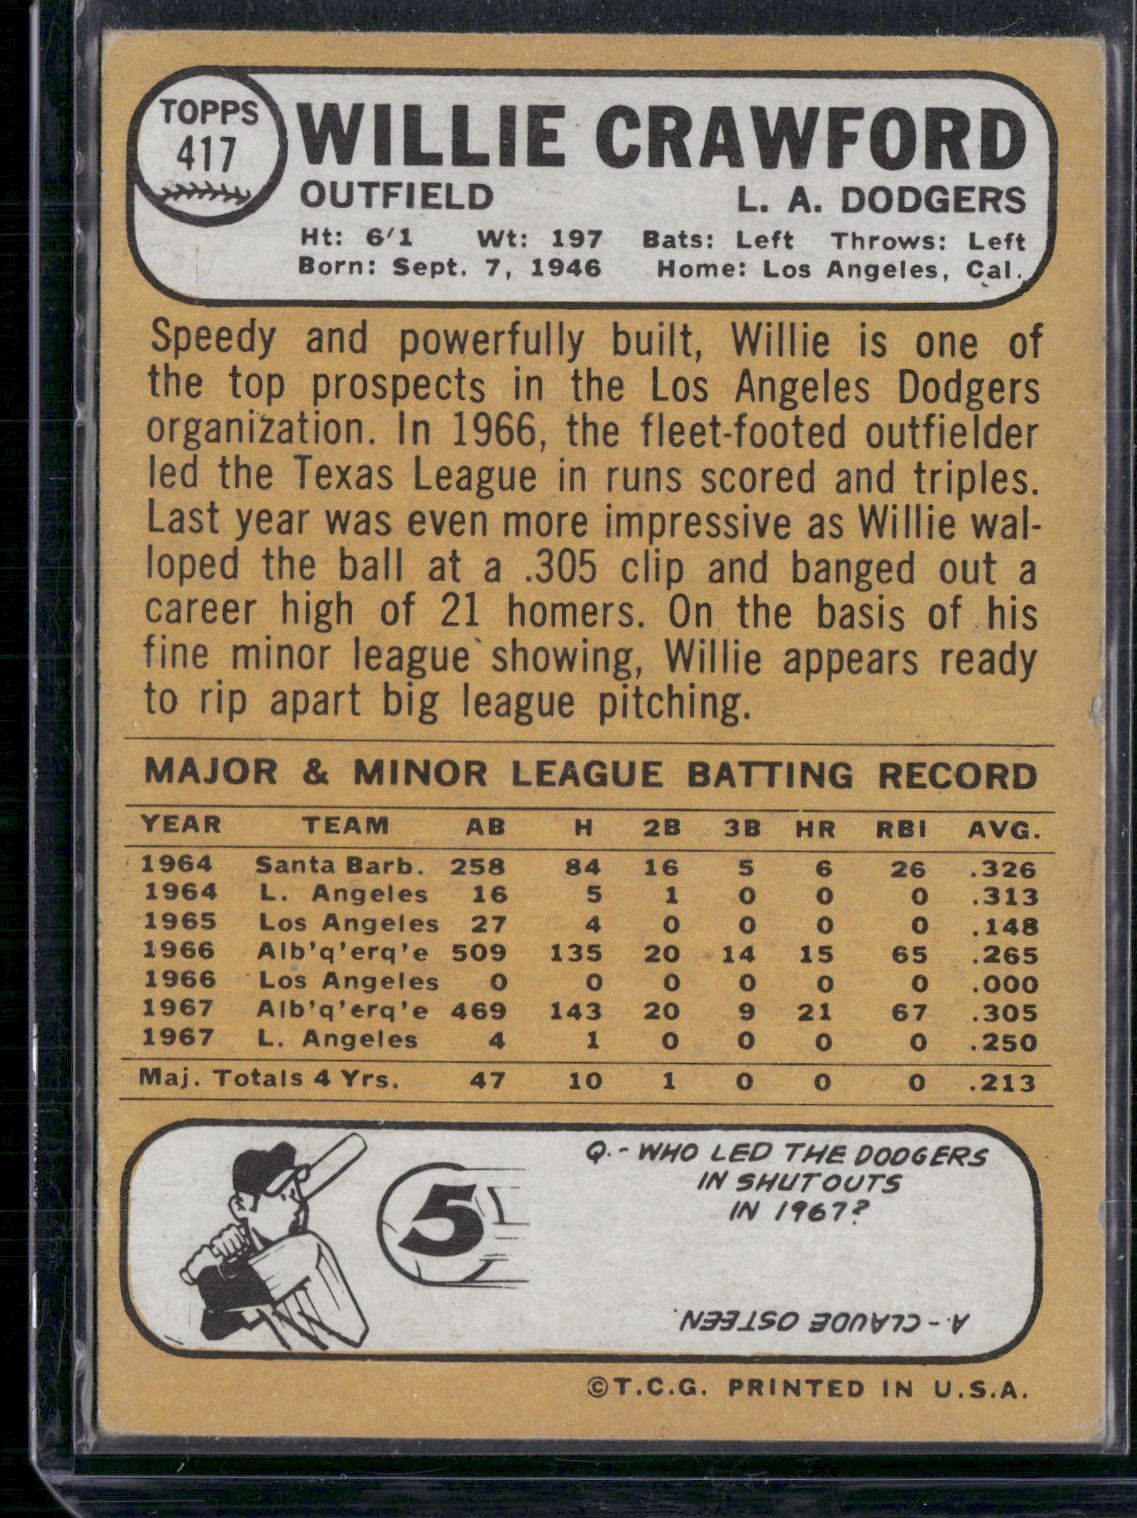 TOPPS
417
WILLIE CRAWFORD
OUTFIELD L. A. DODGERS
Ht: 6'1 Wt: 197 Bats: Left Throws: Left
Born: Sept. 7, 1946 Home: Los Angeles, Cal.
Speedy and powerfully built, Willie is one of
the top prospects in the Los Angeles Dodgers
organization. In 1966, the fleet-footed outfielder
led the Texas League in runs scored and triples.
Last year was even more impressive as Willie wal-
loped the ball at a .305 clip and banged out a
career high of 21 homers. On the basis of his
fine minor league showing, Willie appears ready
to rip apart big league pitching.
MAJOR & MINOR LEAGUE BATTING RECORD
YEAR TEAM AB H 2B 3B HR RBI AVG.
1964 Santa Barb. 258 84 16 5 6 26 .326
1964 L. Angeles 16 5 1 0 0 0 .313
1965 Los Angeles 27 4 0 0 0 0 .148
1966 Alb'q'erq'e 509 135 20 14 15 65 .265
1966 Los Angeles 0 0 0 0 0 0 .000
1967 Alb'q'erq'e 469 143 20 9 21 67 .305
1967 L. Angeles 4 1 0 0 0 0 .250
Maj. Totals 4 Yrs. 47 10 1 0 0 0 .213
5
Q.- WHO LED THE DODGERS
IN SHUTOUTS
IN 1967?
A - CLAUDE OSTEEN.
©T.C.G. PRINTED IN U.S.A.